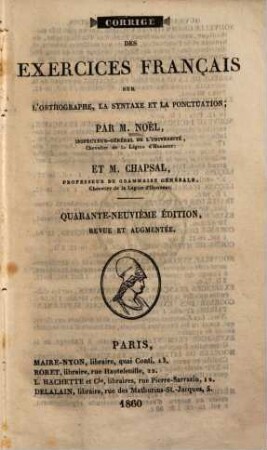 CORRIGÉ
DES
EXERCICES FRANÇAIS
SUR
L'ORTHOGRAPHE, LA SYNTAXE ET LA PONCTUATION;
PAR M. NOËL,
INSPECTEUR-GÉNÉRAL DE L'UNIVERSITÉ,
Chevalier de la Légion d'Honneur;
ET M. CHAPSAL,
PROFESSEUR DE GRAMMAIRE GÉNÉRALE,
Chevalier de la Légion d'Honneur.
QUARANTE-NEUVIÈME ÉDITION,
REVUE ET AUGMENTÉE.
PARIS,
MAIRE-NYON, libraire, quai Conti, 13,
RORET, libraire, rue Hautefeuille, 22.
L. HACHETTE et Cie, libraires, rue Pierre-Sarrazin, 12,
DELALAIN, libraire, rue des Mathurins-St-Jacques, 5.
1860